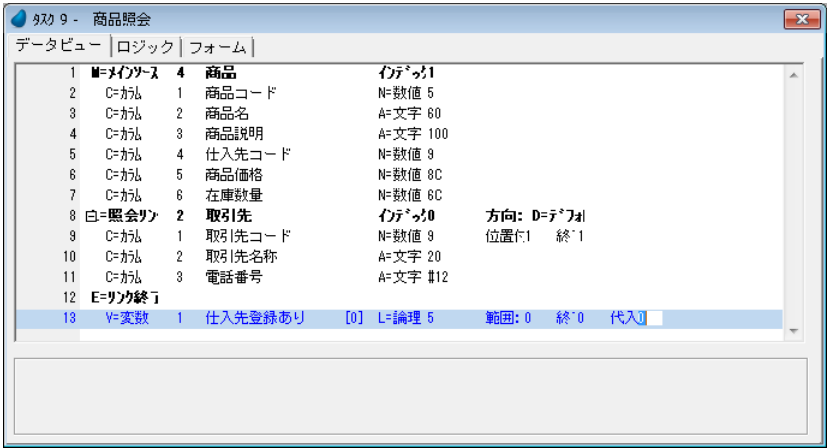 ﾀｽｸ 9 - 商品照会
データビュー ロジック フォーム
1 M=ﾒｲﾝｿｰｽ 4 商品 ｲﾝﾃﾞｯｸ1
2 C=ｶﾗﾑ 1 商品コード N=数値 5
3 C=ｶﾗﾑ 2 商品名 A=文字 60
4 C=ｶﾗﾑ 3 商品説明 A=文字 100
5 C=ｶﾗﾑ 4 仕入先コード N=数値 9
6 C=ｶﾗﾑ 5 商品価格 N=数値 8C
7 C=ｶﾗﾑ 6 在庫数量 N=数値 6C
8 L=照会ﾘﾝ 2 取引先 ｲﾝﾃﾞｯｸ0 方向: D=ﾃﾞﾌｫﾙ
9 C=ｶﾗﾑ 1 取引先コード N=数値 9 位置付1 終 1
10 C=ｶﾗﾑ 2 取引先名称 A=文字 20
11 C=ｶﾗﾑ 3 電話番号 A=文字 #12
12 E=ﾘﾝｸ終了
13 V=変数 1 仕入先登録あり [0] L=論理 5 範囲: 0 終 0 代入0